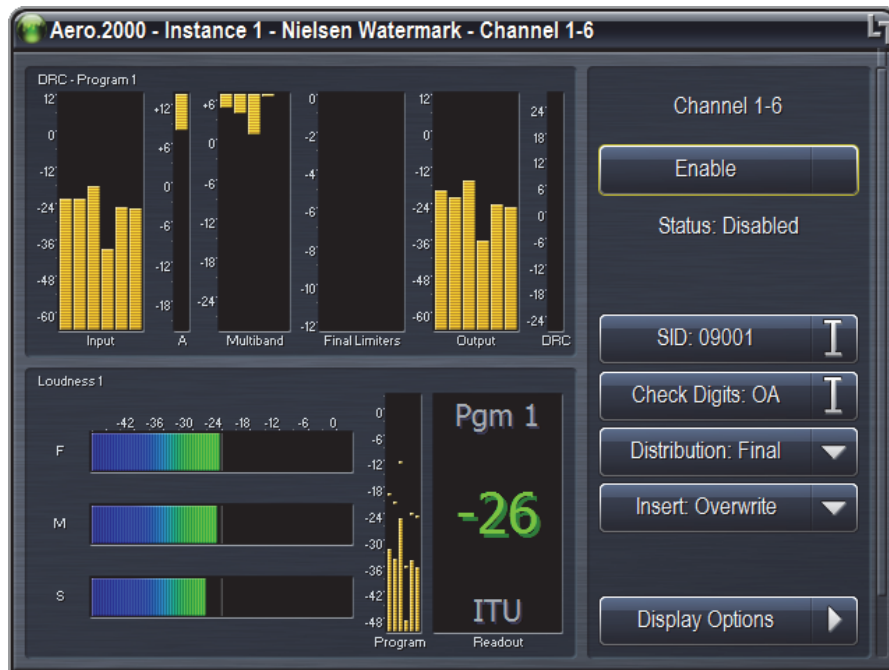 Aero.2000 - Instance 1 - Nielsen Watermark - Channel 1-6
DRC - Program 1
12
0
-12
-24
-36
-48
-60
Input
+12
+6
0
-6
-12
-18
A
+6
0
-6
-12
-18
-24
Multiband
0
-2
-4
-6
-8
-10
-12
Final Limiters
12
0
-12
-24
-36
-48
-60
Output
24
18
12
6
0
-6
-12
-18
-24
DRC
Loudness 1
-42 -36 -30 -24 -18 -12 -6 0
F
M
S
0
-6
-12
-18
-24
-30
-36
-42
-48
Program
Pgm 1
-26
ITU
Readout
Channel 1-6
Enable
Status: Disabled
SID: 09001
Check Digits: OA
Distribution: Final
Insert: Overwrite
Display Options